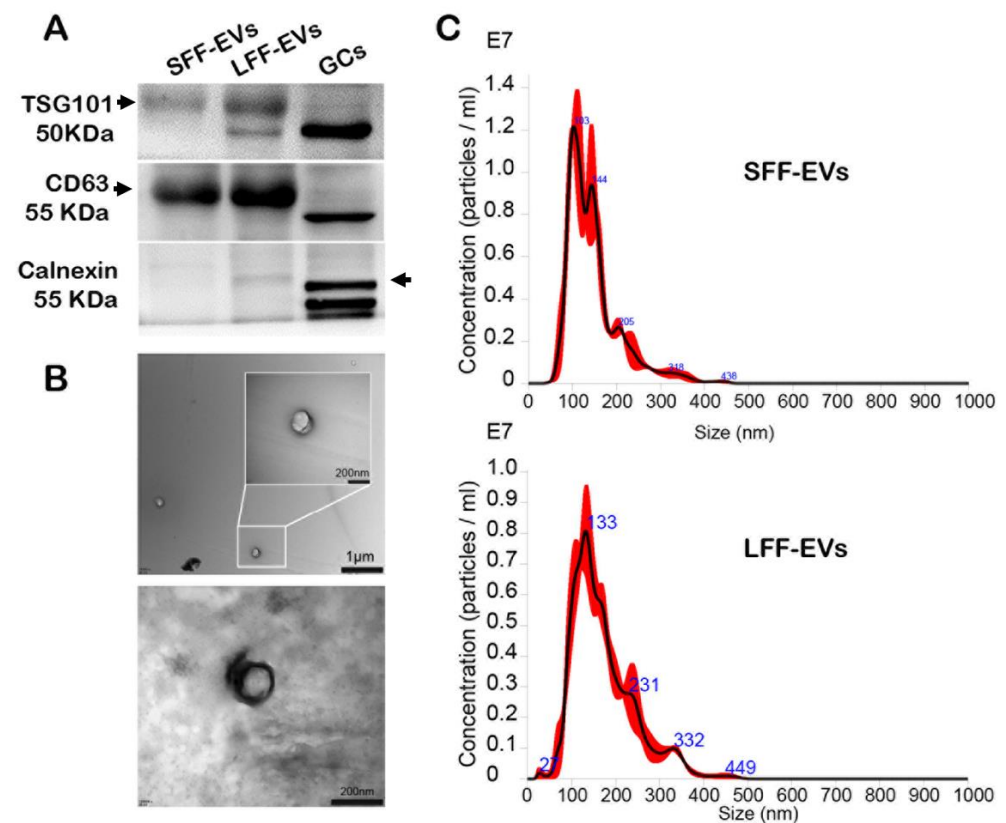 A
SFF-EVs LFF-EVs GCs
TSG101
50KDa
CD63
55 KDa
Calnexin
55 KDa
B
200nm
1μm
200nm
C
E7
Concentration (particles / ml)
1.4
1.2
1.0
0.8
0.6
0.4
0.2
0
103
144
205
318
438
SFF-EVs
0 100 200 300 400 500 600 700 800 900 1000
Size (nm)
E7
Concentration (particles / ml)
1.0
0.9
0.8
0.7
0.6
0.5
0.4
0.3
0.2
0.1
0
27
133
231
332
449
LFF-EVs
0 100 200 300 400 500 600 700 800 900 1000
Size (nm)